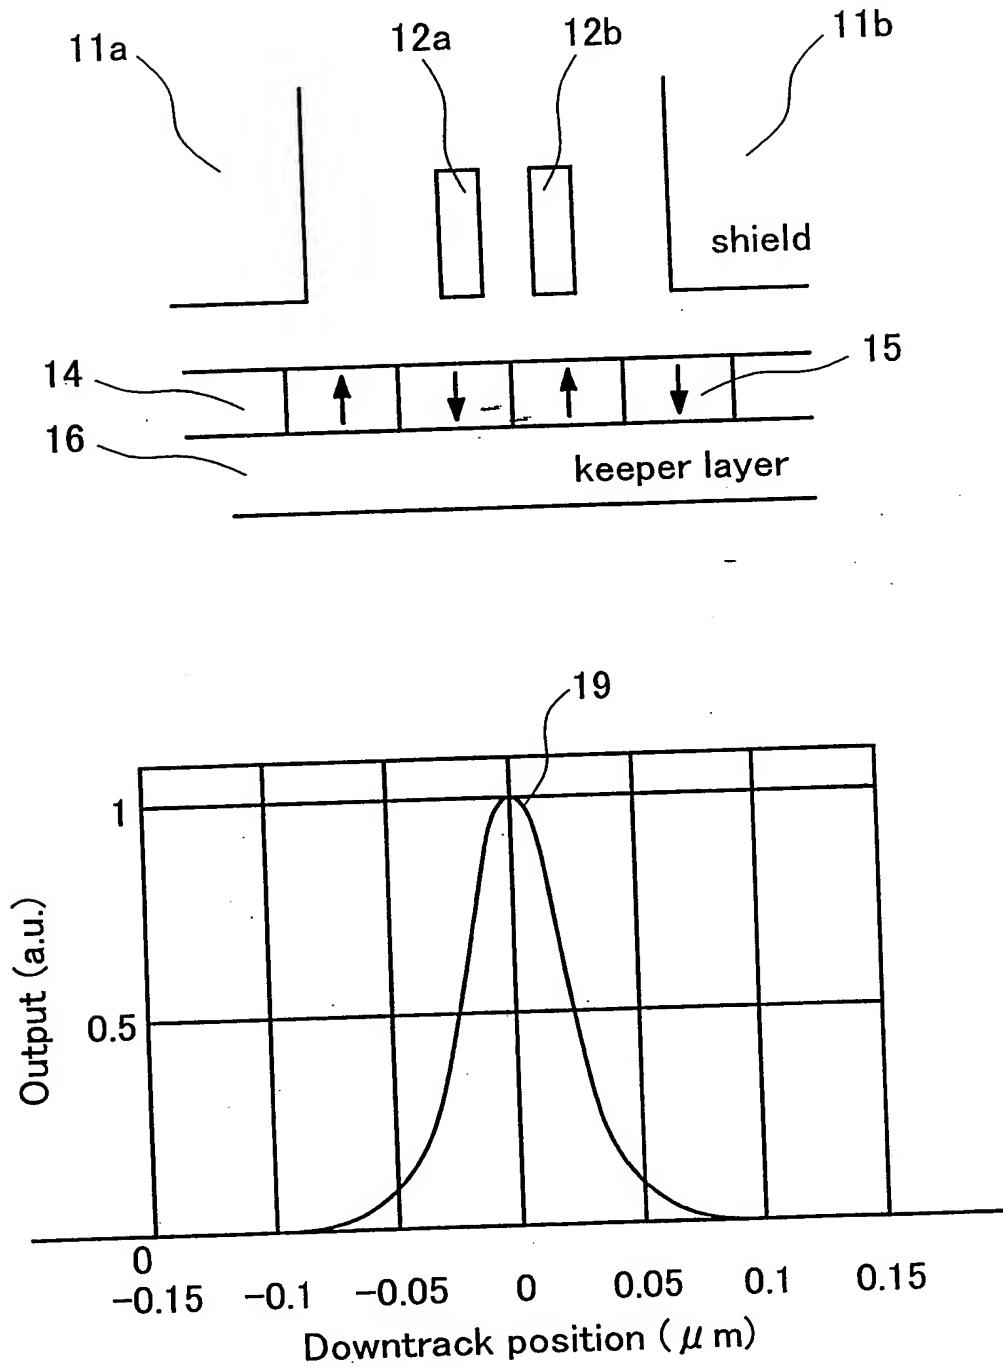 11a
12a
12b
11b
shield
14
15
16
keeper layer
19
1
0.5
0
-0.15
-0.1
-0.05
0
0.05
0.1
0.15
Output (a.u.)
Downtrack position (μm)